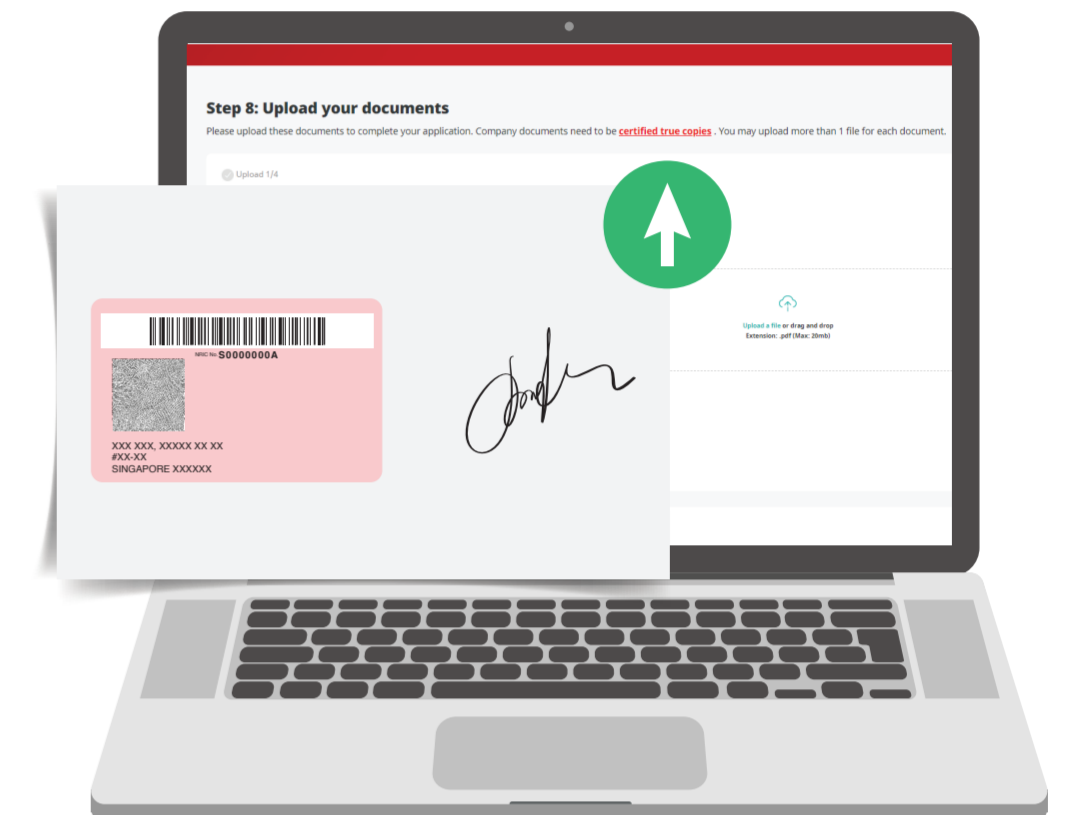 Step 8: Upload your documents
Please upload these documents to complete your application. Company documents need to be certified true copies . You may upload more than 1 file for each document.
Upload 1/4
NRIC No. S0000000A
XXX XXX, XXXXX XX XX
#XX-XX
SINGAPORE XXXXXX
Upload a file or drag and drop
Extension: .pdf (Max: 20mb)